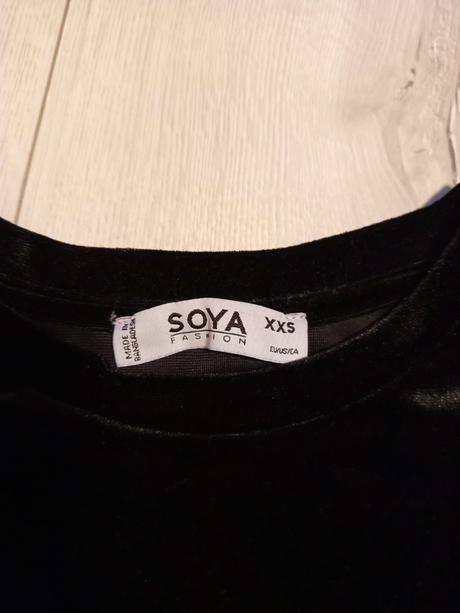 MADE IN
BANGLADESH
SOYA
FASHION
XXS
EU/US/CA